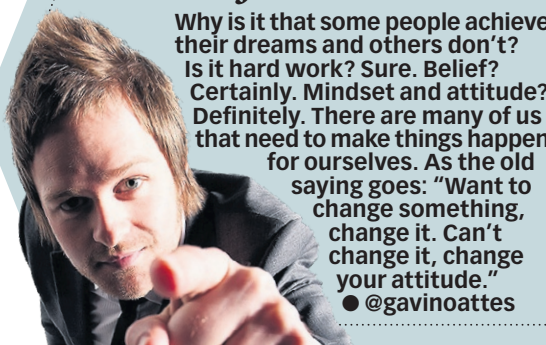 Why is it that some people achieve
their dreams and others don't?
Is it hard work? Sure. Belief?
Certainly. Mindset and attitude?
Definitely. There are many of us
that need to make things happen
for ourselves. As the old
saying goes: “Want to
change something,
change it. Can't
change it, change
your attitude.”
● @gavinoattes